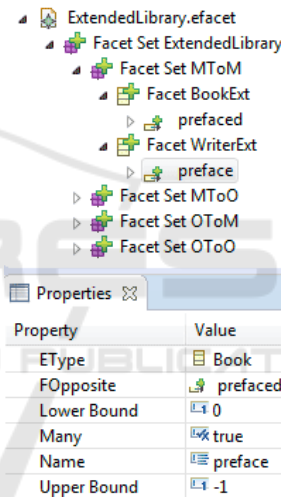 ExtendedLibrary.efacet
Facet Set ExtendedLibrary
Facet Set MToM
Facet BookExt
prefaced
Facet WriterExt
preface
Facet Set MToO
Facet Set OToM
Facet Set OToO
Properties
Property Value
EType Book
FOpposite prefaced
Lower Bound 0
Many true
Name preface
Upper Bound -1